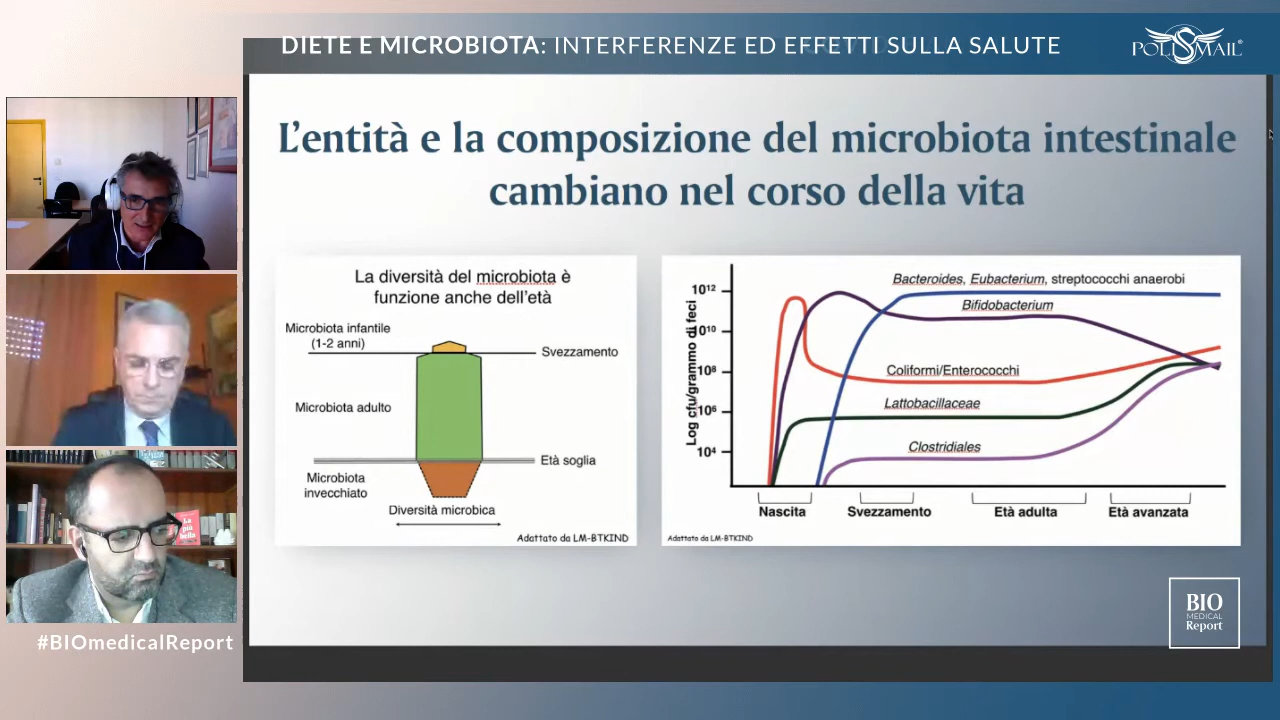 DIETE E MICROBIOTA: INTERFERENZE ED EFFETTI SULLA SALUTE
POLISMAIL®
L'entità e la composizione del microbiota intestinale
cambiano nel corso della vita
La diversità del microbiota è
funzione anche dell'età
Microbiota infantile
(1-2 anni)
Svezzamento
Microbiota adulto
Età soglia
Microbiota
invecchiato
Diversità microbica
Adattato da LM-BTKIND
Log cfu/grammo di feci
10¹²
10¹⁰
10⁸
10⁶
10⁴
Bacteroides, Eubacterium, streptococchi anaerobi
Bifidobacterium
Coliformi/Enterococchi
Lattobacillaceae
Clostridiales
Nascita
Svezzamento
Età adulta
Età avanzata
Adattato da LM-BTKIND
La
più
bella
BIO
MEDICAL
Report
#BIOmedicalReport